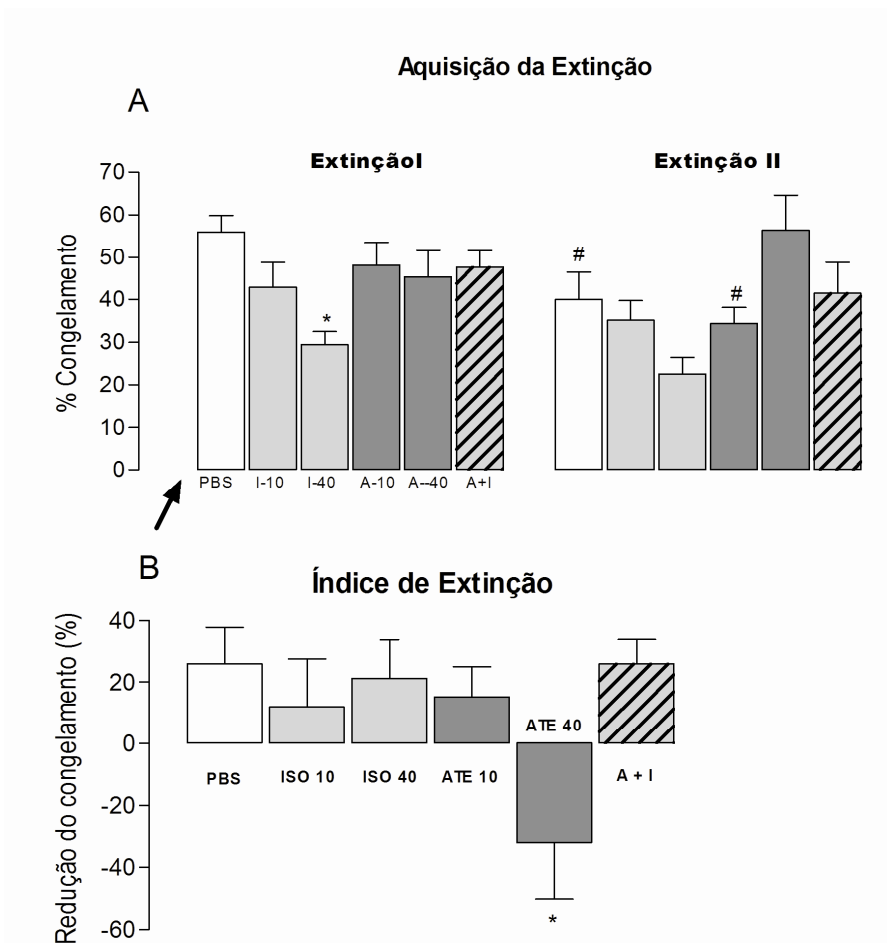 Aquisição da Extinção
A
ExtinçãoI
Extinção II
% Congelamento
70
60
50
40
30
20
10
0
*
#
#
PBS I-10 I-40 A-10 A--40 A+I
B
Índice de Extinção
Redução do congelamento (%)
40
20
0
-20
-40
-60
ATE 40
PBS ISO 10 ISO 40 ATE 10 A + I
*